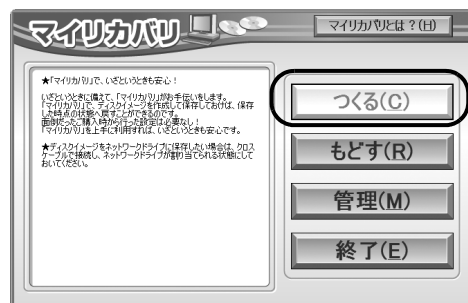 マイリカバリ
マイリカバリとは?(H)
★「マイリカバリ」で、いざというときも安心!
いざというときに備えて、「マイリカバリ」がお手伝いをします。
「マイリカバリ」で、ディスクイメージを作成して保存しておけば、保存
した時点の状態へ戻すことができるのです。
面倒だったご購入時から行った設定は必要なし!
「マイリカバリ」を上手に利用すれば、いざというときも安心です。
★ディスクイメージをネットワークドライブに保存したい場合は、クロス
ケーブルで接続し、ネットワークドライブが割り当てられる状態にして
おいてください。
つくる(C)
もどす(R)
管理(M)
終了(E)